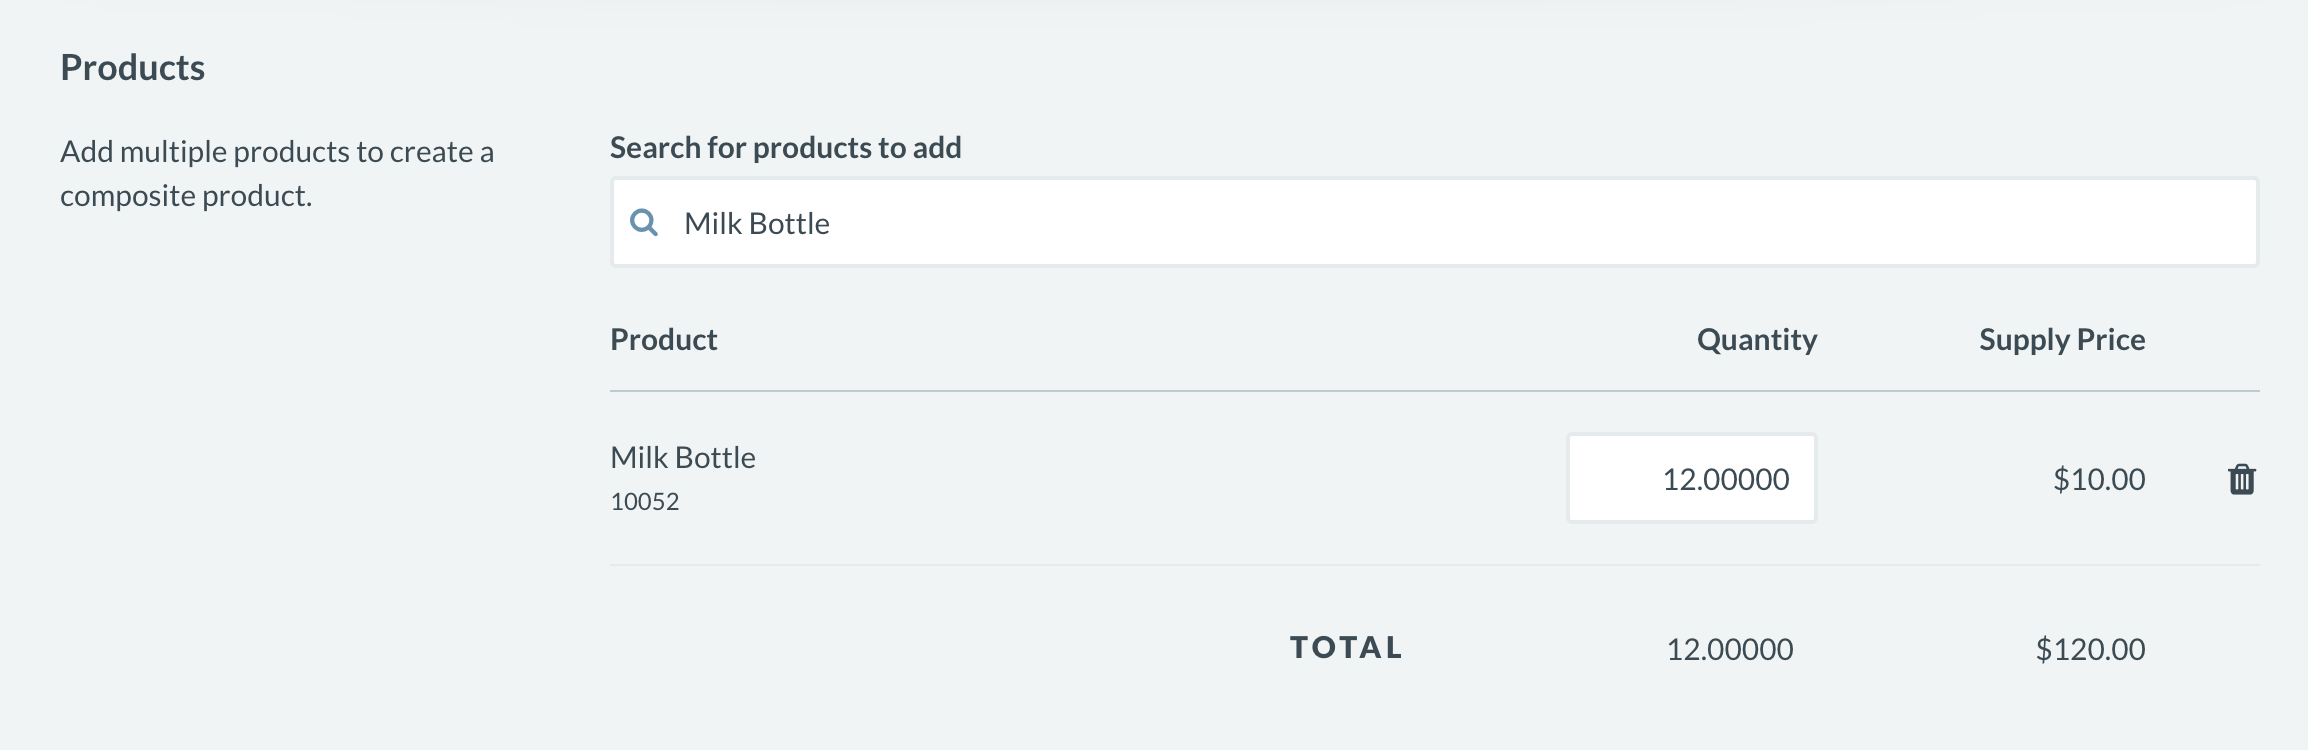 Products
Add multiple products to create a
composite product.
Search for products to add
Milk Bottle
Product Quantity Supply Price
Milk Bottle
10052
12.00000 $10.00
TOTAL 12.00000 $120.00